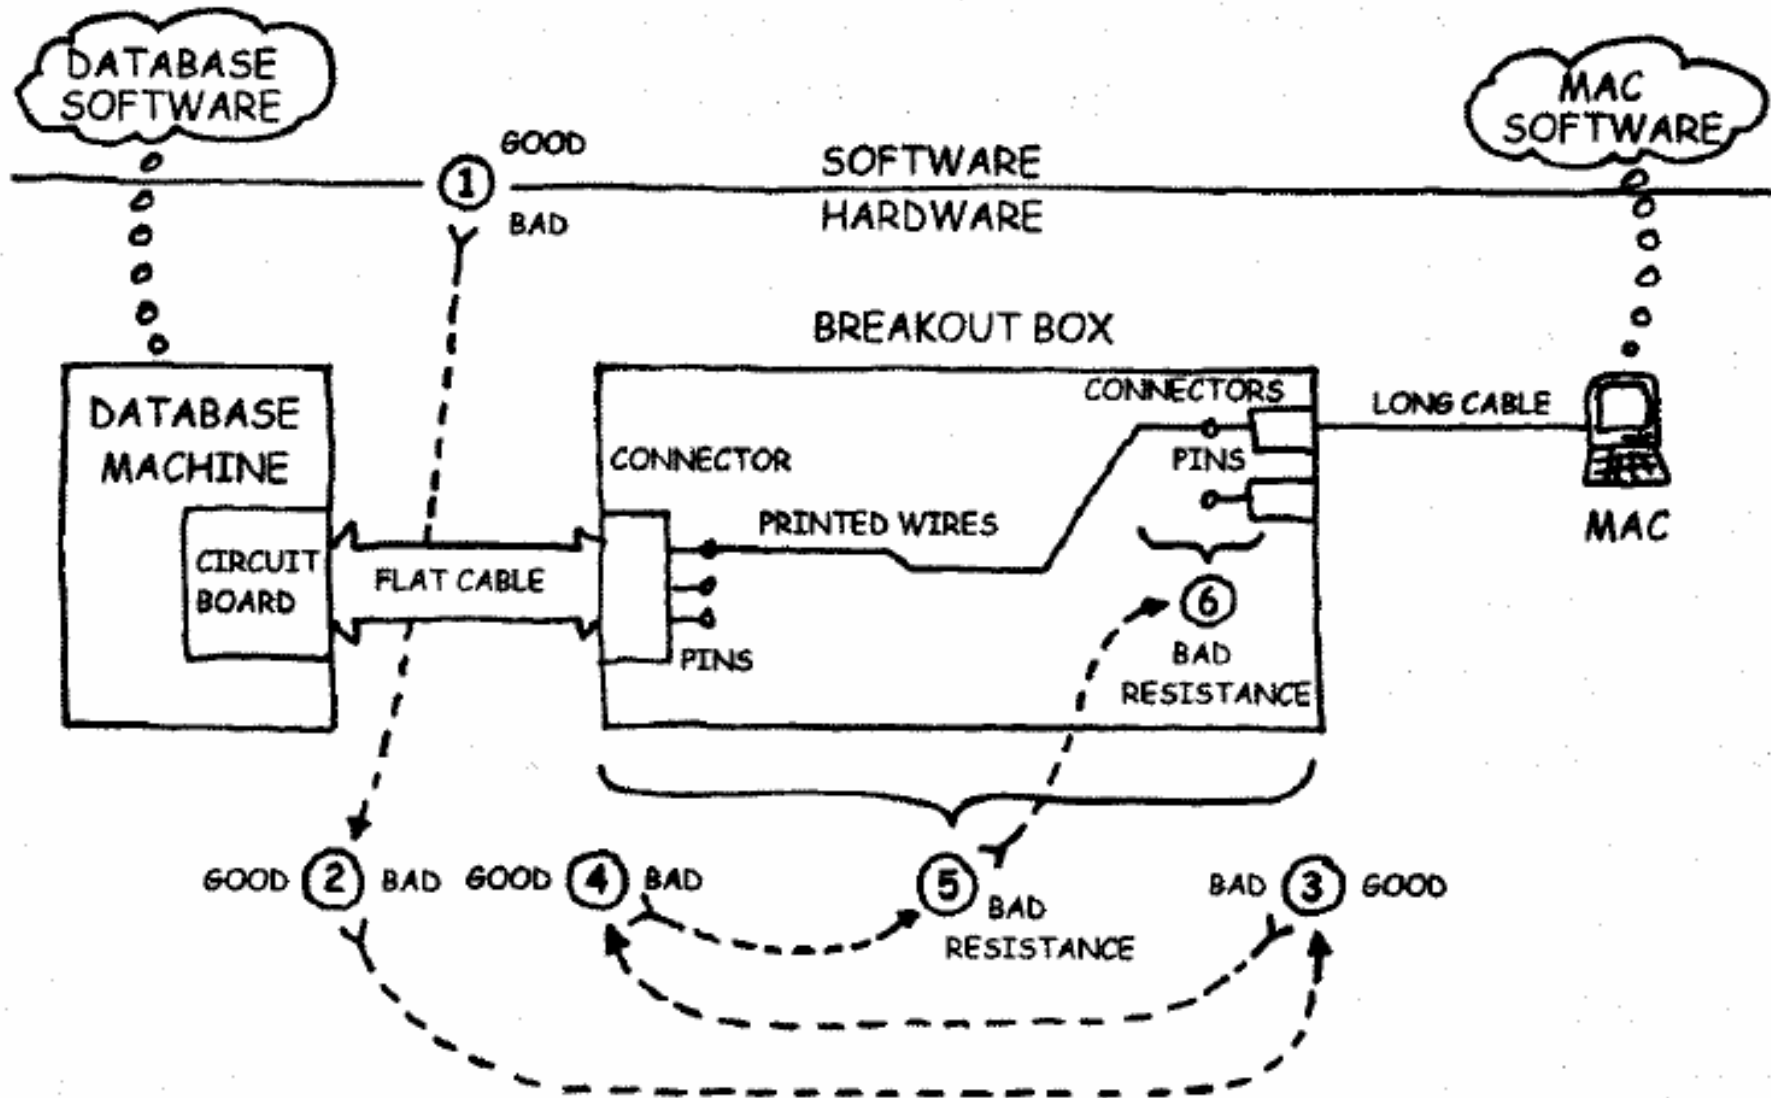 DATABASE
SOFTWARE
MAC
SOFTWARE
GOOD
1
BAD
SOFTWARE
HARDWARE
BREAKOUT BOX
DATABASE
MACHINE
CIRCUIT
BOARD
FLAT CABLE
CONNECTOR
PINS
PRINTED WIRES
CONNECTORS
PINS
LONG CABLE
MAC
6
BAD
RESISTANCE
GOOD 2 BAD
GOOD 4 BAD
5
BAD
RESISTANCE
BAD 3 GOOD